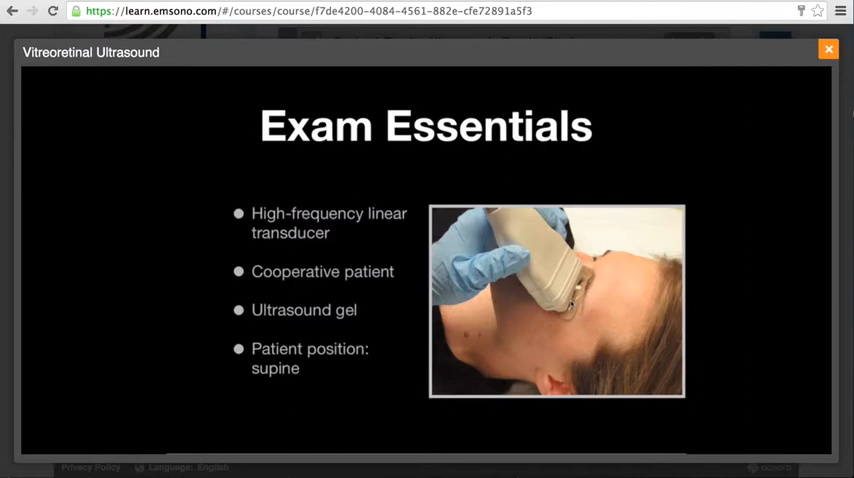 https://learn.emsono.com/#/courses/course/f7de4200-4084-4561-882e-cfe72891a5f3
Vitreoretinal Ultrasound
Exam Essentials
High-frequency linear
transducer
Cooperative patient
Ultrasound gel
Patient position:
supine
Privacy Policy
Language: English